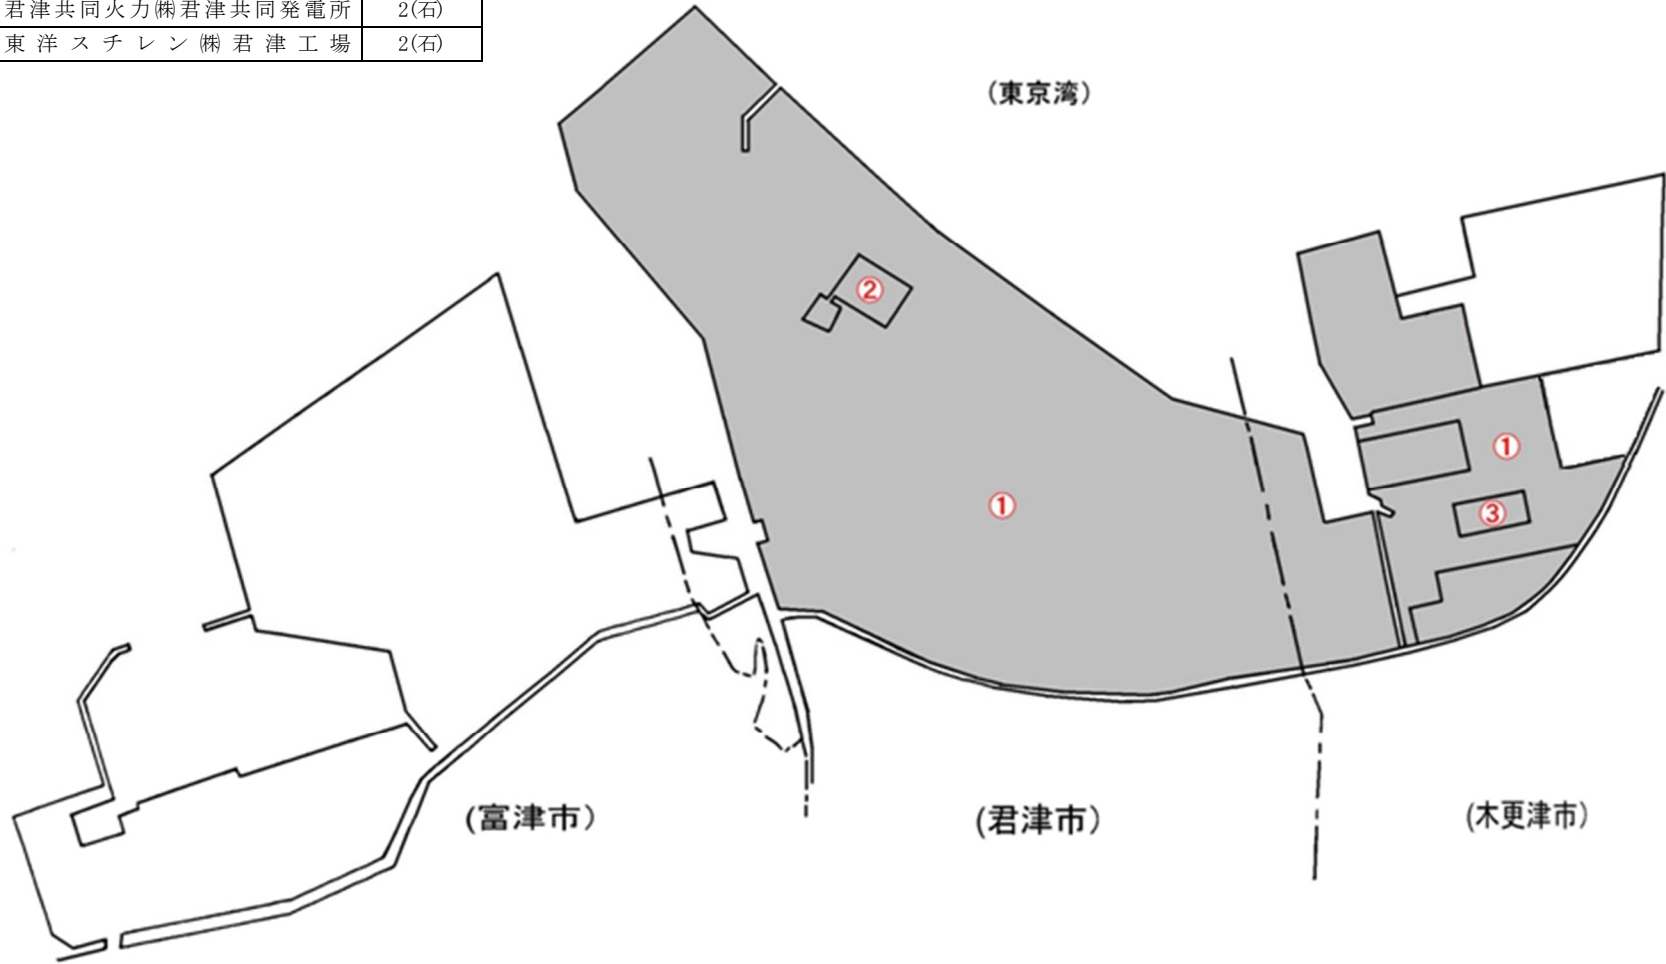 君津共同火力㈱君津共同発電所 2(石)
東洋スチレン㈱君津工場 2(石)
(東京湾)
②
①
①
③
(富津市)
(君津市)
(木更津市)